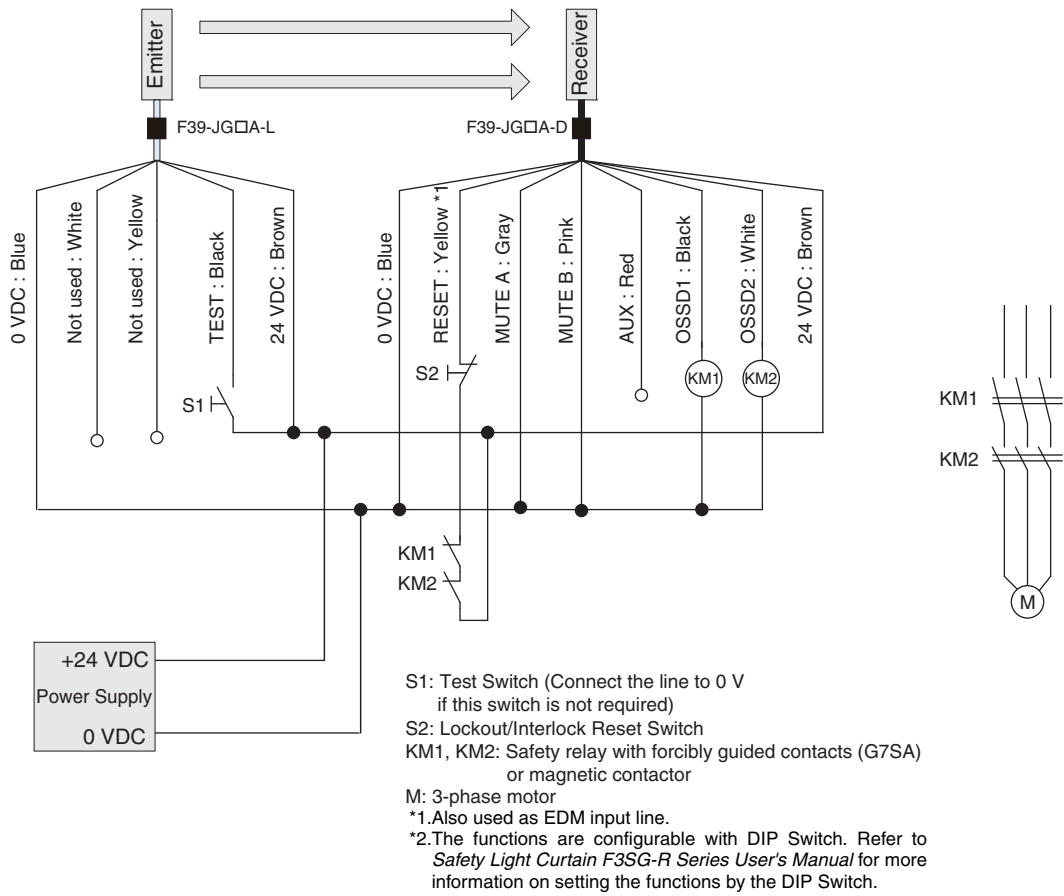 Emitter
Receiver
F39-JG□A-L
F39-JG□A-D
0 VDC : Blue
Not used : White
Not used : Yellow
TEST : Black
24 VDC : Brown
0 VDC : Blue
RESET : Yellow *1
MUTE A : Gray
MUTE B : Pink
AUX : Red
OSSD1 : Black
OSSD2 : White
24 VDC : Brown
S1
S2
KM1
KM2
KM1
KM2
KM1
KM2
M
+24 VDC
Power Supply
0 VDC
S1: Test Switch (Connect the line to 0 V
if this switch is not required)
S2: Lockout/Interlock Reset Switch
KM1, KM2: Safety relay with forcibly guided contacts (G7SA)
or magnetic contactor
M: 3-phase motor
*1.Also used as EDM input line.
*2.The functions are configurable with DIP Switch. Refer to
Safety Light Curtain F3SG-R Series User's Manual for more
information on setting the functions by the DIP Switch.